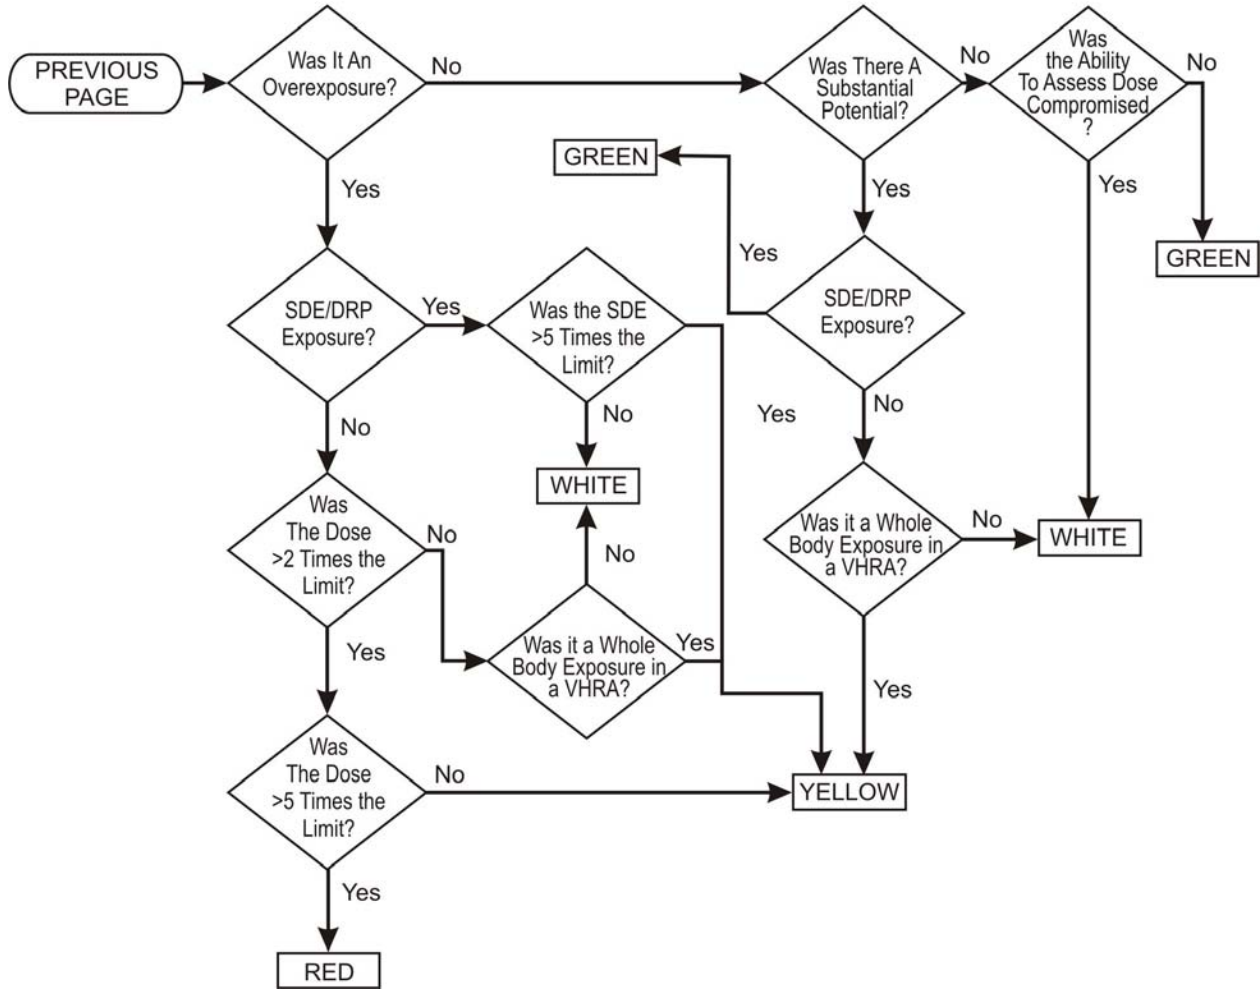 PREVIOUS
PAGE
Was It An
Overexposure?
No
Was There A
Substantial
Potential?
No
Was
the Ability
To Assess Dose
Compromised
?
No
GREEN
Yes
Yes
Yes
GREEN
Yes
SDE/DRP
Exposure?
Yes
Was the SDE
>5 Times the
Limit?
SDE/DRP
Exposure?
No
No
Yes
No
WHITE
Was
The Dose
>2 Times the
Limit?
No
No
Was it a Whole
Body Exposure in
a VHRA?
No
WHITE
Yes
Was it a Whole
Body Exposure in
a VHRA?
Yes
Yes
Was
The Dose
>5 Times the
Limit?
No
YELLOW
Yes
RED